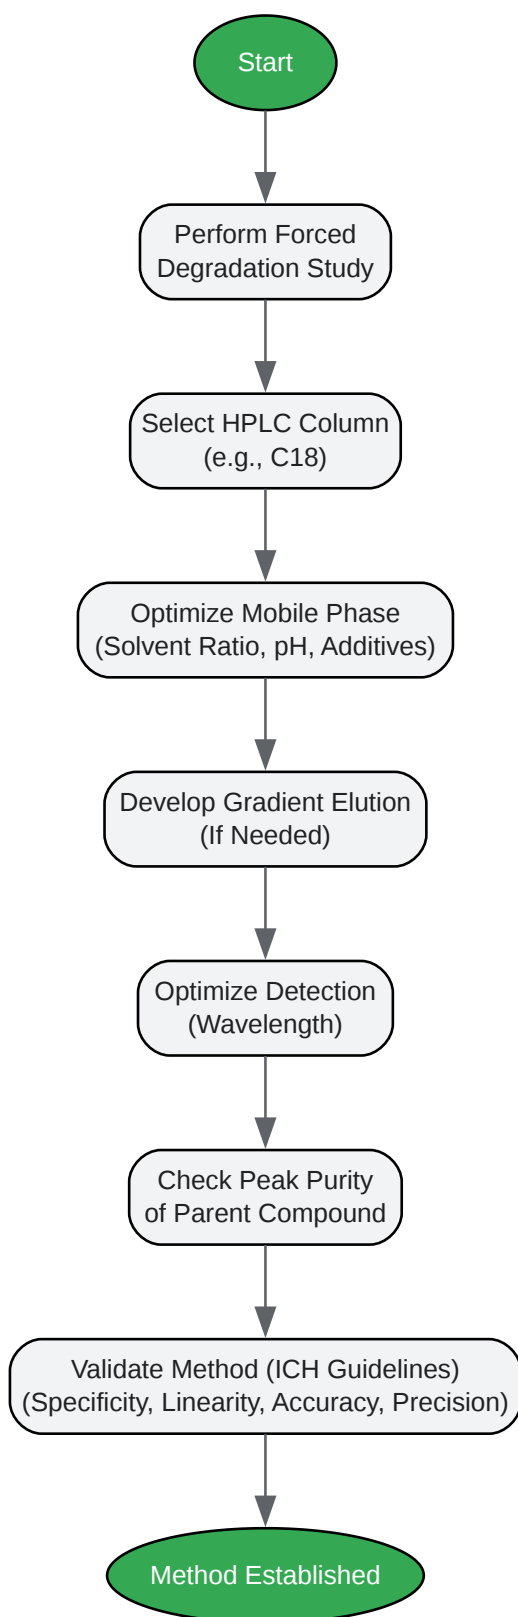 Start
Perform Forced
Degradation Study
Select HPLC Column
(e.g., C18)
Optimize Mobile Phase
(Solvent Ratio, pH, Additives)
Develop Gradient Elution
(If Needed)
Optimize Detection
(Wavelength)
Check Peak Purity
of Parent Compound
Validate Method (ICH Guidelines)
(Specificity, Linearity, Accuracy, Precision)
Method Established